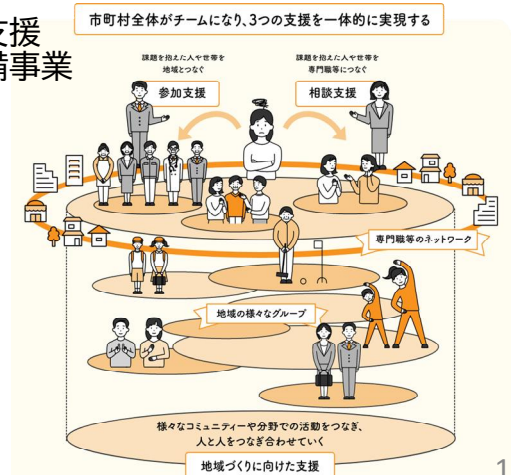 市町村全体がチームになり、3つの支援を一体的に実現する
支援
備事業
課題を抱えた人や世帯を
地域とつなぐ
参加支援
課題を抱えた人や世帯を
専門職等につなぐ
相談支援
専門職等のネットワーク
地域の様々なグループ
様々なコミュニティーや分野での活動をつなぎ、
人と人をつなぎ合わせていく
地域づくりに向けた支援
1